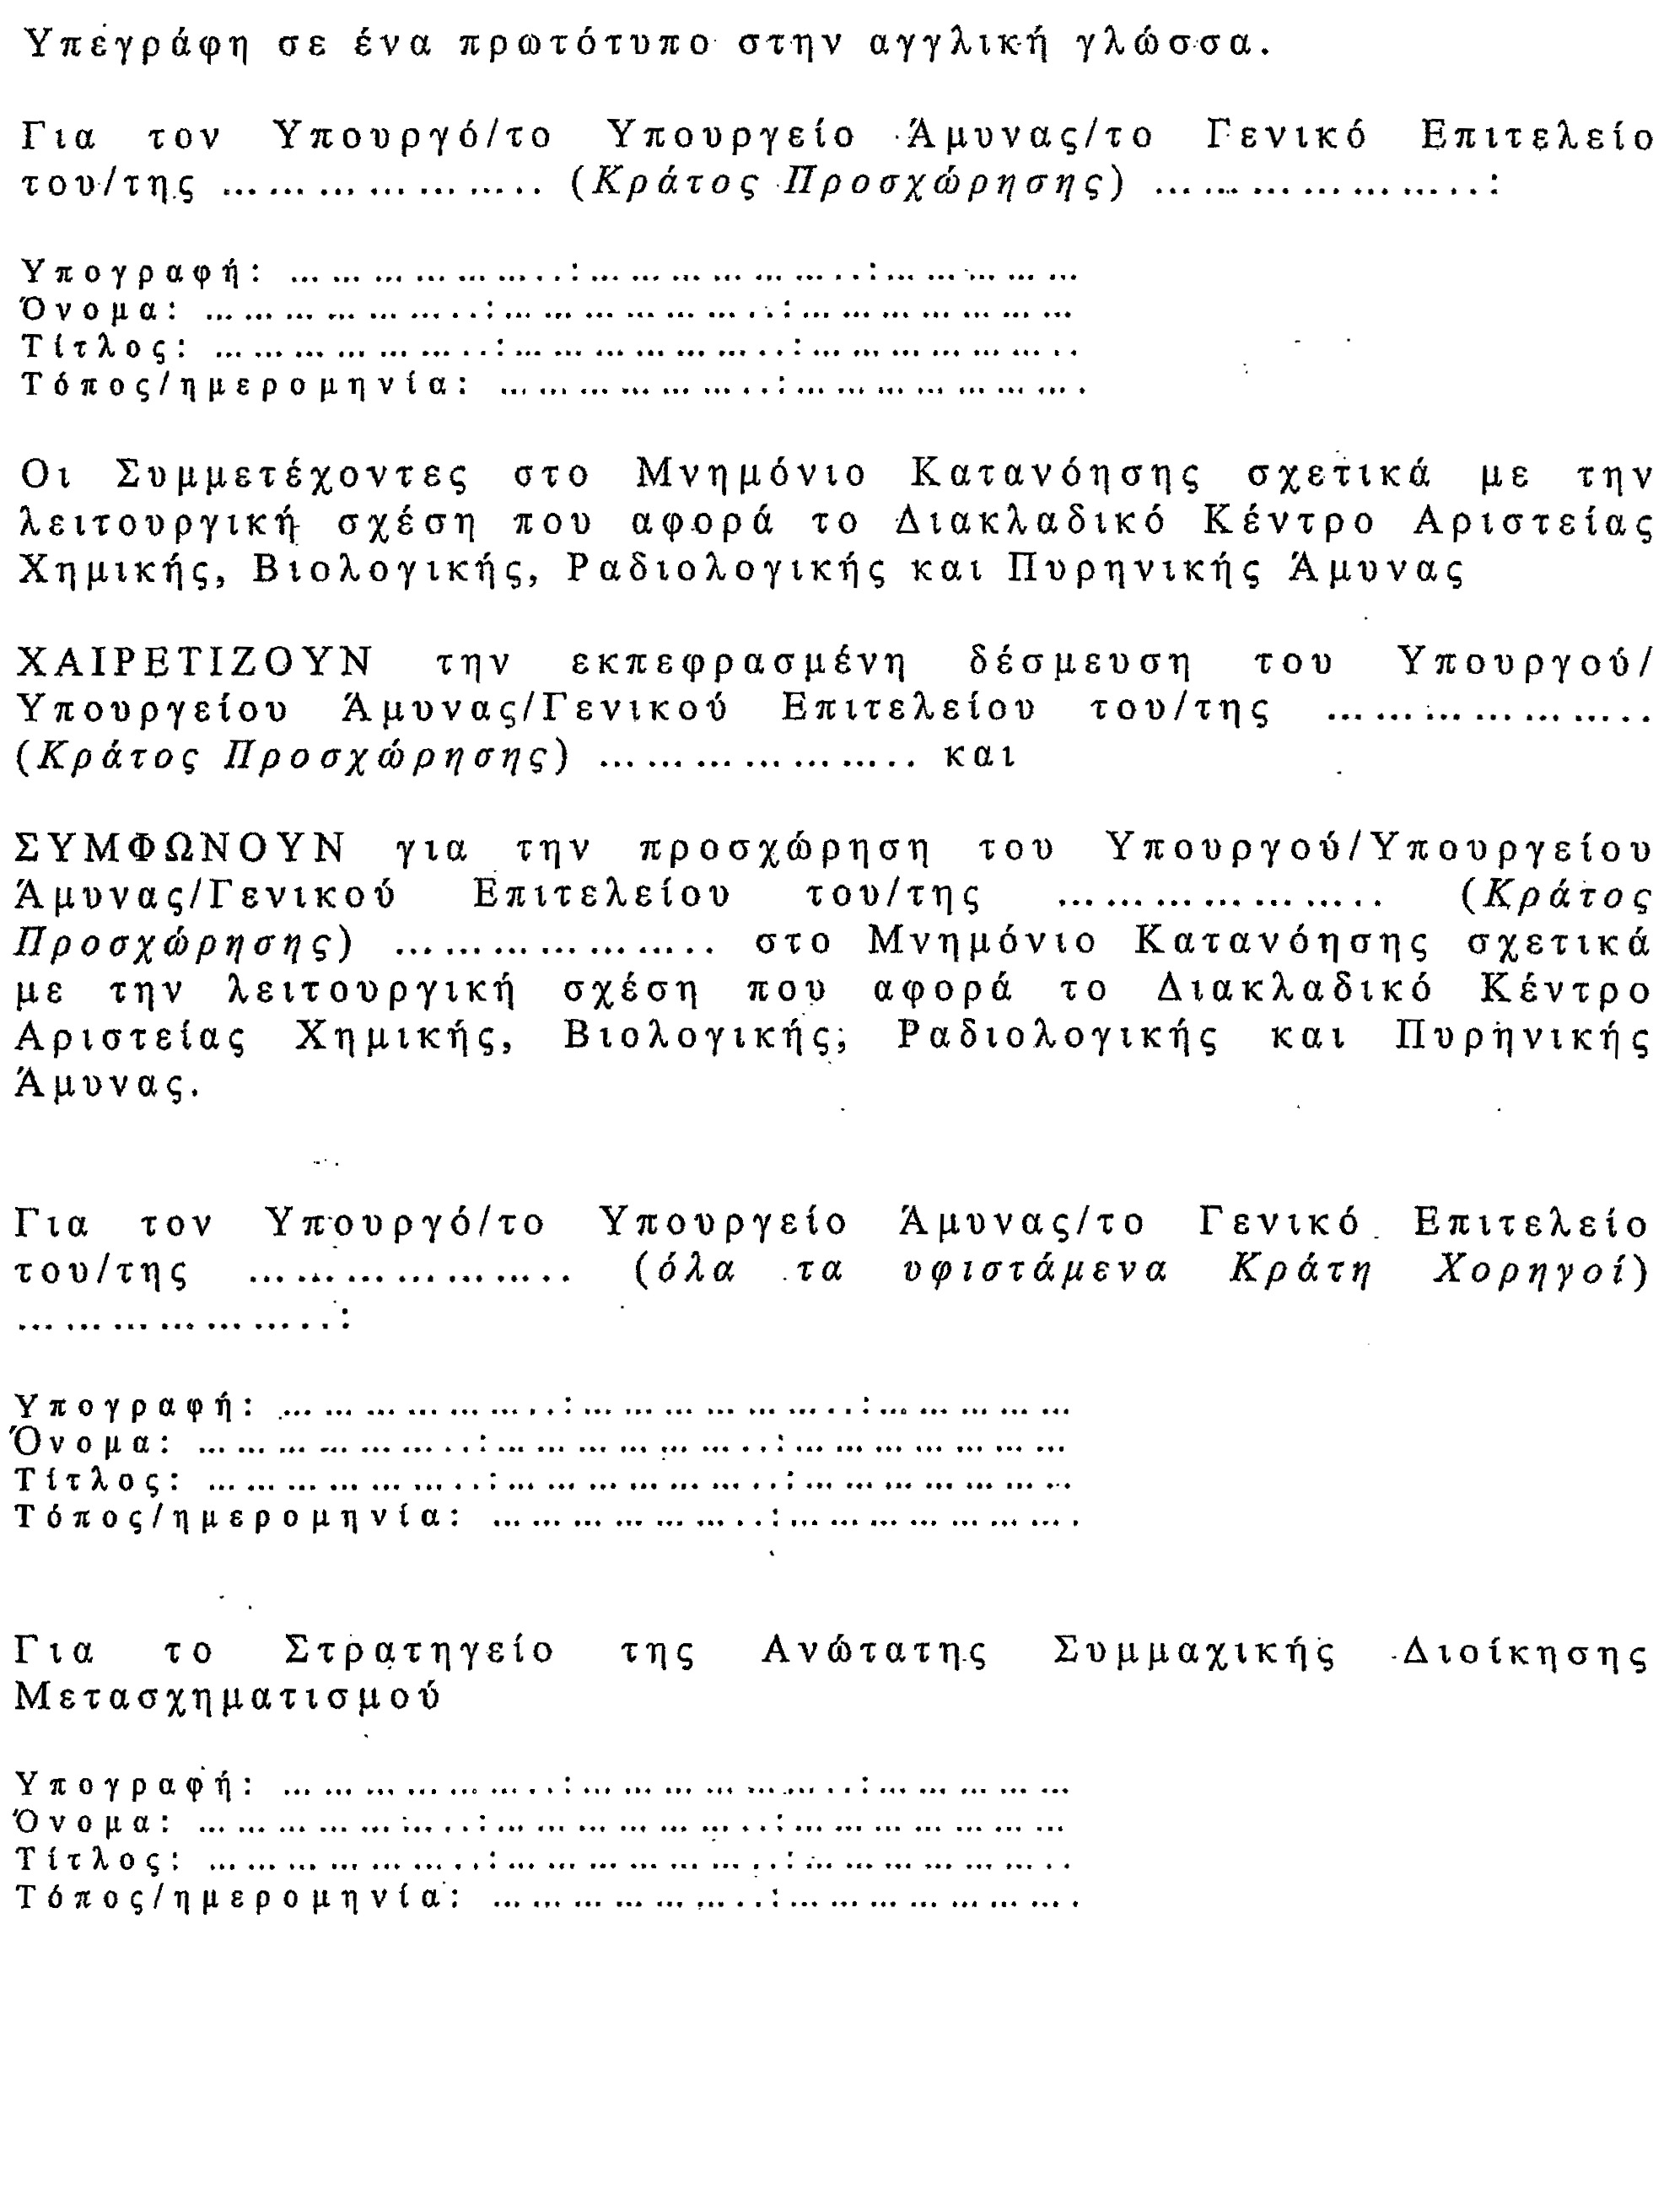 Υπεγράφη σε ένα πρωτότυπο στην αγγλική γλώσσα.
Για τον Υπουργό/το Υπουργείο Άμυνας/το Γενικό Επιτελείο
του/της ………………….. (Κράτος Προσχώρησης) …………………..:
Υπογραφή: …………………..:…………………..:……………
Όνομα: …………………..:…………………..:…………………
Τίτλος: …………………..:…………………..:…………………..
Τόπος/ημερομηνία: …………………..:………………….
Οι Συμμετέχοντες στο Μνημόνιο Κατανόησης σχετικά με την
λειτουργική σχέση που αφορά το Διακλαδικό Κέντρο Αριστείας
Χημικής, Βιολογικής, Ραδιολογικής και Πυρηνικής Άμυνας
ΧΑΙΡΕΤΙΖΟΥΝ την εκπεφρασμένη δέσμευση του Υπουργού/
Υπουργείου Άμυνας/Γενικού Επιτελείου του/της …………………..
(Κράτος Προσχώρησης) ………………….. και
ΣΥΜΦΩΝΟΥΝ για την προσχώρηση του Υπουργού/Υπουργείου
Άμυνας/Γενικού Επιτελείου του/της ………………….. (Κράτος
Προσχώρησης) ………………….. στο Μνημόνιο Κατανόησης σχετικά
με την λειτουργική σχέση που αφορά το Διακλαδικό Κέντρο
Αριστείας Χημικής, Βιολογικής, Ραδιολογικής και Πυρηνικής
Άμυνας.
Για τον Υπουργό/το Υπουργείο Άμυνας/το Γενικό Επιτελείο
του/της ………………….. (όλα τα υφιστάμενα Κράτη Χορηγοί)
…………………..:
Υπογραφή: …………………..:…………………..:……………
Όνομα: …………………..:…………………..:…………………
Τίτλος: …………………..:…………………..:…………………..
Τόπος/ημερομηνία: …………………..:………………….
Για το Στρατηγείο της Ανώτατης Συμμαχικής Διοίκησης
Μετασχηματισμού
Υπογραφή: …………………..:…………………..:……………
Όνομα: …………………..:…………………..:…………………
Τίτλος: …………………..:…………………..:…………………..
Τόπος/ημερομηνία: …………………..:………………….